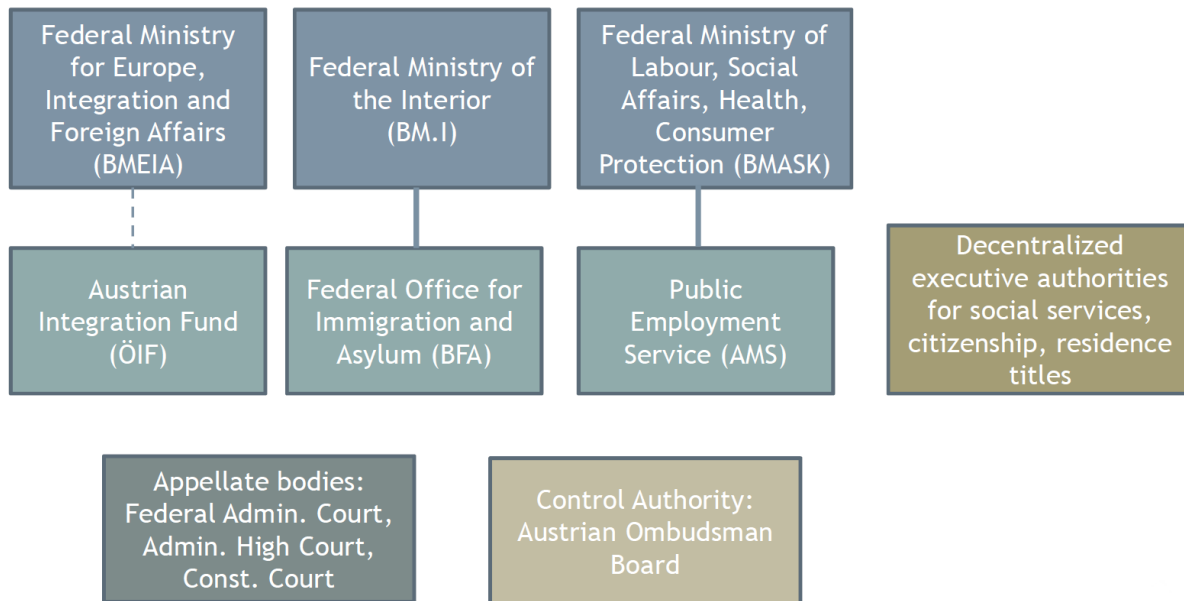 Federal Ministry
for Europe,
Integration and
Foreign Affairs
(BMEIA)
Federal Ministry of
the Interior
(BM.I)
Federal Ministry of
Labour, Social
Affairs, Health,
Consumer
Protection (BMASK)
Austrian
Integration Fund
(ÖIF)
Federal Office for
Immigration and
Asylum (BFA)
Public
Employment
Service (AMS)
Decentralized
executive authorities
for social services,
citizenship, residence
titles
Appellate bodies:
Federal Admin. Court,
Admin. High Court,
Const. Court
Control Authority:
Austrian Ombudsman
Board